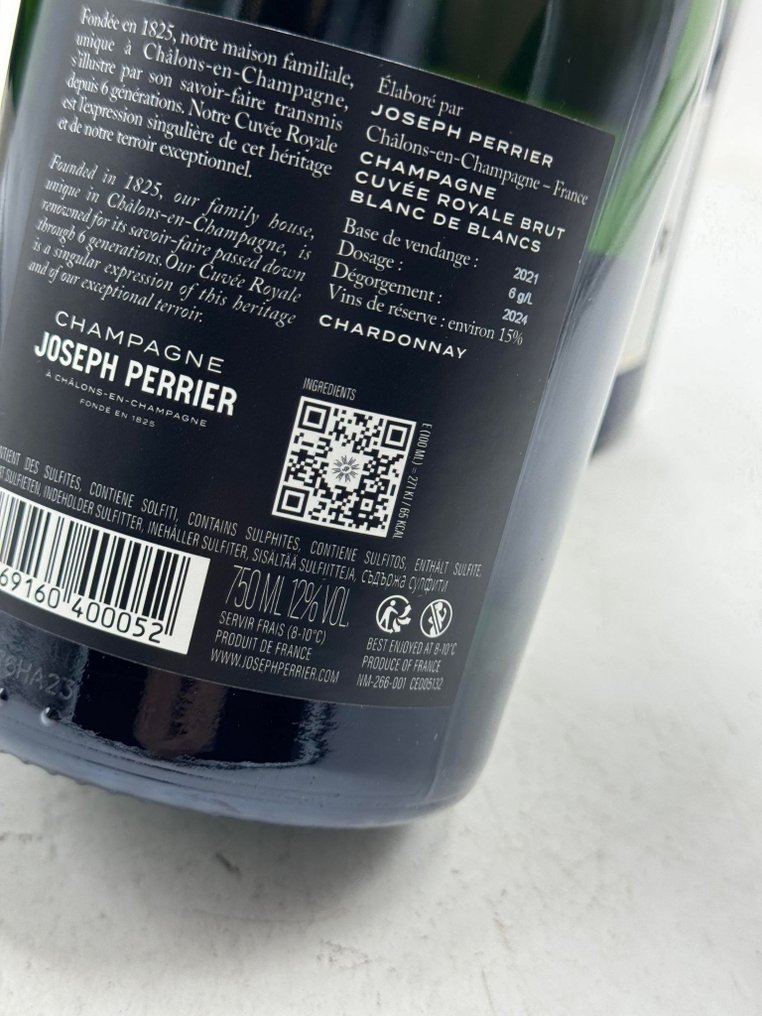 Fondée en 1825, notre maison familiale,
unique à Châlons-en-Champagne,
s'illustre par son savoir-faire transmis
depuis 6 générations. Notre Cuvée Royale
est l'expression singulière de cet héritage
et de notre terroir exceptionnel.
Founded in 1825, our family house,
unique in Châlons-en-Champagne, is
renowned for its savoir-faire passed down
through 6 generations. Our Cuvée Royale
is a singular expression of this heritage
and of our exceptional terroir.
CHAMPAGNE
JOSEPH PERRIER
À CHÂLONS-EN-CHAMPAGNE
FONDÉ EN 1825
Élaboré par
JOSEPH PERRIER
Châlons-en-Champagne – France
CHAMPAGNE
CUVÉE ROYALE BRUT
BLANC DE BLANCS
Base de vendange : 2021
Dosage : 6 g/L
Dégorgement : 2024
Vins de réserve : environ 15%
CHARDONNAY
INGREDIENTS
E (100 ML) = 271 KJ / 65 KCAL
DES SULFITES, CONTIENE SOLFITI, CONTAINS SULPHITES, CONTIENE SULFITOS, ENTHÄLT SULFITE,
SULFIETEN, INDEHOLDER SULFITTER, INEHÅLLER SULFITER, SISÄLTÄÄ SULFIITTEJA, съдържа сулфити
69160 400052
750 ML 12% VOL.
SERVIR FRAIS (8-10°C)
PRODUIT DE FRANCE
WWW.JOSEPHPERRIER.COM
BEST ENJOYED AT 8-10°C
PRODUCE OF FRANCE
NM-266-001 CE005132